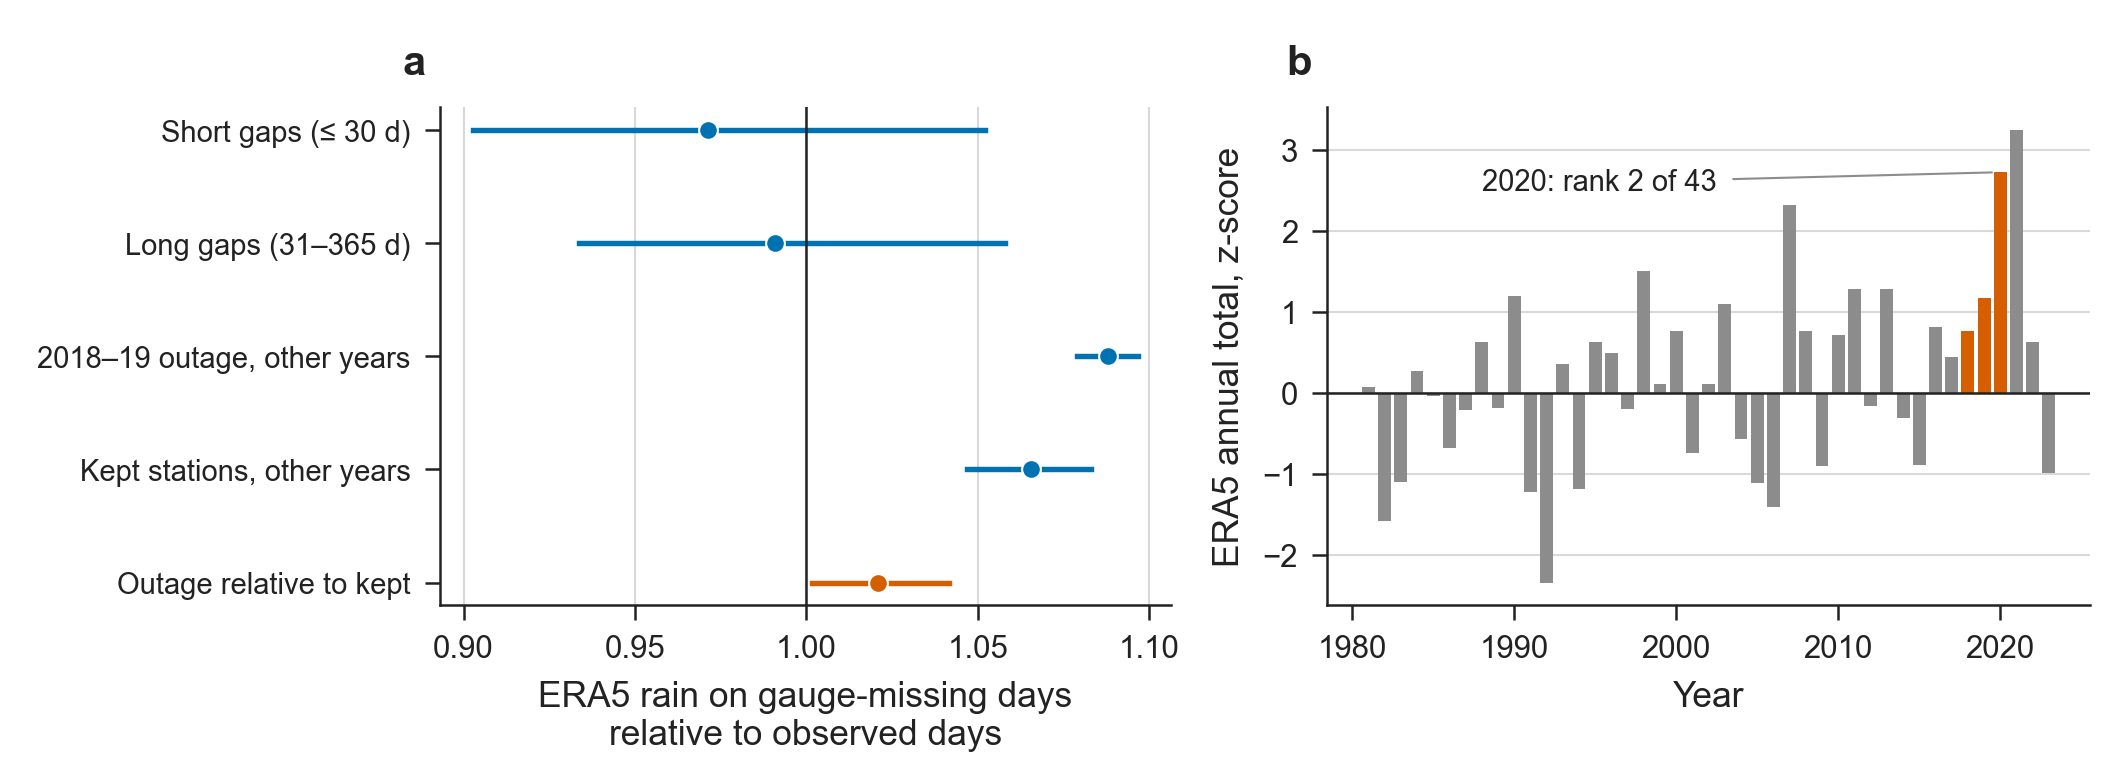 a
Short gaps (≤ 30 d)
Long gaps (31–365 d)
2018–19 outage, other years
Kept stations, other years
Outage relative to kept
0.90 0.95 1.00 1.05 1.10
ERA5 rain on gauge-missing days
relative to observed days
b
ERA5 annual total, z-score
3
2
1
0
−1
−2
2020: rank 2 of 43
1980 1990 2000 2010 2020
Year